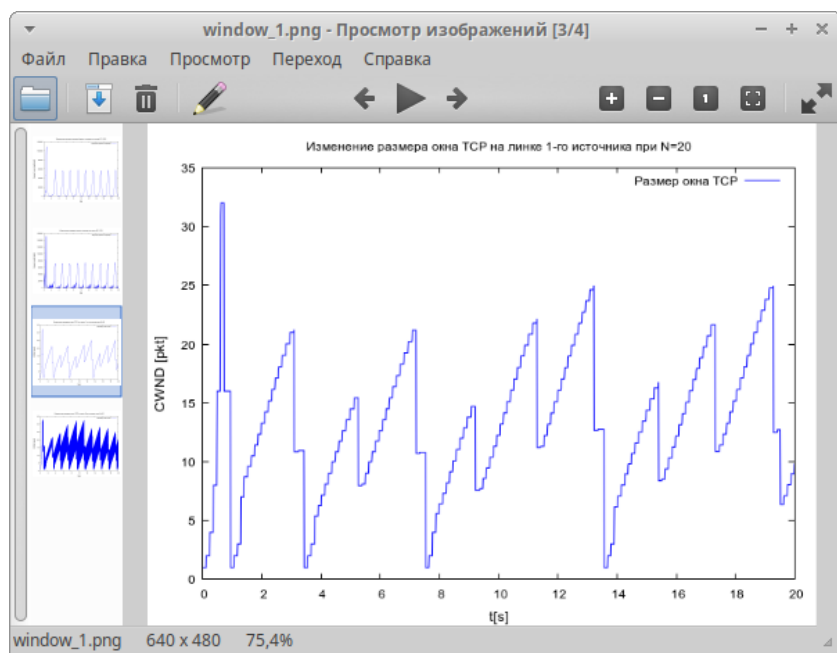 window_1.png - Просмотр изображений [3/4]
Файл Правка Просмотр Переход Справка
1
Изменение размера окна TCP на линке 1-го источника при N=20
Размер окна TCP
35
30
25
20
15
10
5
0
CWND [pkt]
0 2 4 6 8 10 12 14 16 18 20
t[s]
window_1.png 640 x 480 75,4%